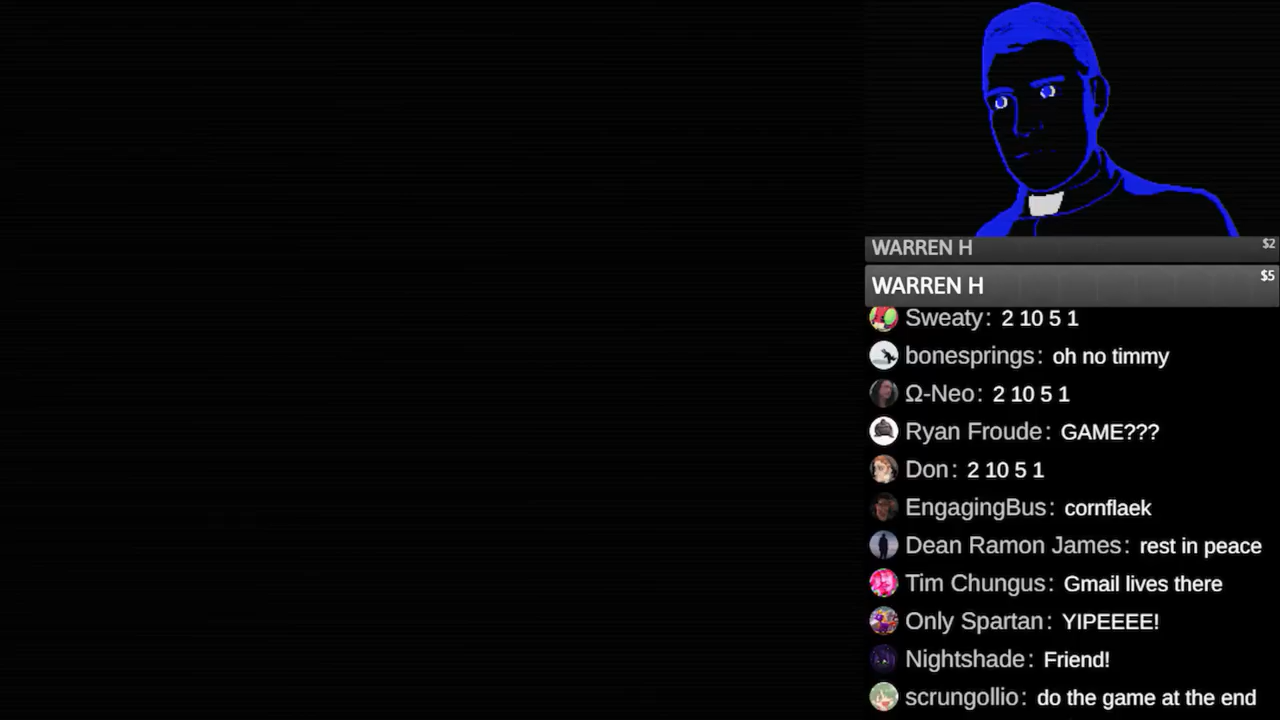 WARREN H $2
WARREN H $5
Sweaty: 2 10 5 1
bonesprings: oh no timmy
Ω-Neo: 2 10 5 1
Ryan Froude: GAME???
Don: 2 10 5 1
EngagingBus: cornflaek
Dean Ramon James: rest in peace
Tim Chungus: Gmail lives there
Only Spartan: YIPEEEE!
Nightshade: Friend!
scrungollio: do the game at the end